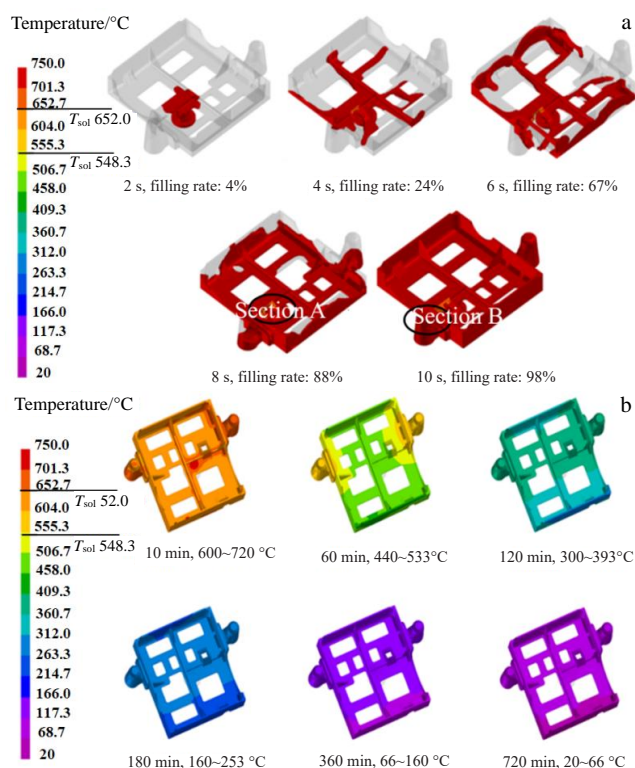 Temperature/°C
a
750.0
701.3
652.7
Tsol 652.0
604.0
555.3
Tsol 548.3
506.7
458.0
409.3
360.7
312.0
263.3
214.7
166.0
117.3
68.7
20
2 s, filling rate: 4%
4 s, filling rate: 24%
6 s, filling rate: 67%
Section A
Section B
8 s, filling rate: 88%
10 s, filling rate: 98%
Temperature/°C
b
750.0
701.3
652.7
Tsol 52.0
604.0
555.3
Tsol 548.3
506.7
458.0
409.3
360.7
312.0
263.3
214.7
166.0
117.3
68.7
20
10 min, 600~720 °C
60 min, 440~533°C
120 min, 300~393°C
180 min, 160~253 °C
360 min, 66~160 °C
720 min, 20~66 °C